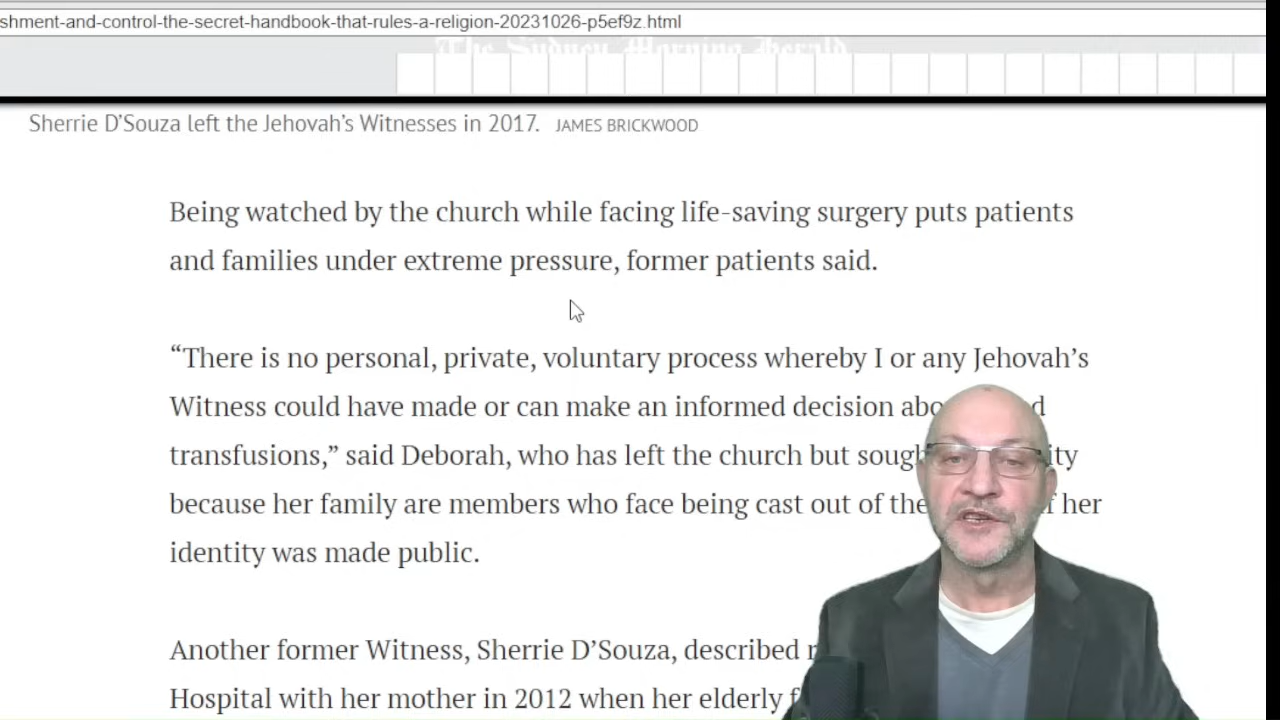 shment-and-control-the-secret-handbook-that-rules-a-religion-20231026-p5ef9z.html
The Sydney Morning Herald
Sherrie D’Souza left the Jehovah’s Witnesses in 2017. JAMES BRICKWOOD
Being watched by the church while facing life-saving surgery puts patients
and families under extreme pressure, former patients said.
“There is no personal, private, voluntary process whereby I or any Jehovah’s
Witness could have made or can make an informed decision
transfusions,” said Deborah, who has left the church but
because her family are members who face being cast out of the her
identity was made public.
Another former Witness, Sherrie D’Souza, described
Hospital with her mother in 2012 when her elderly